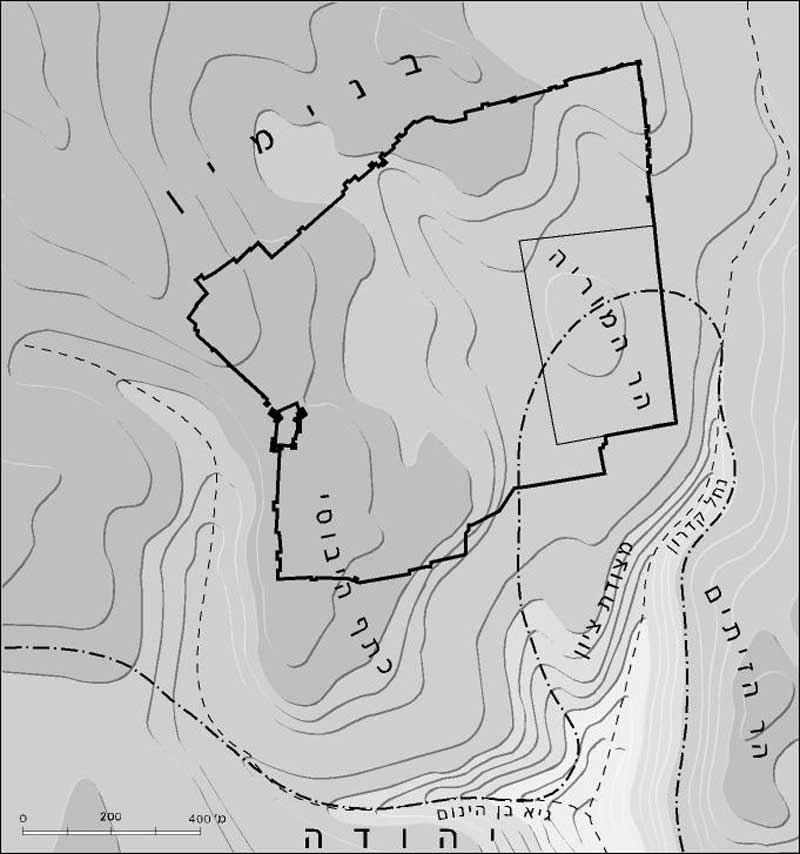 בנימין
הר המוריה
כתף היבוסי
מצודת ציון
נחל קדרון
הר הזיתים
גיא בן הינום
יהודה
0 200 400 מ'